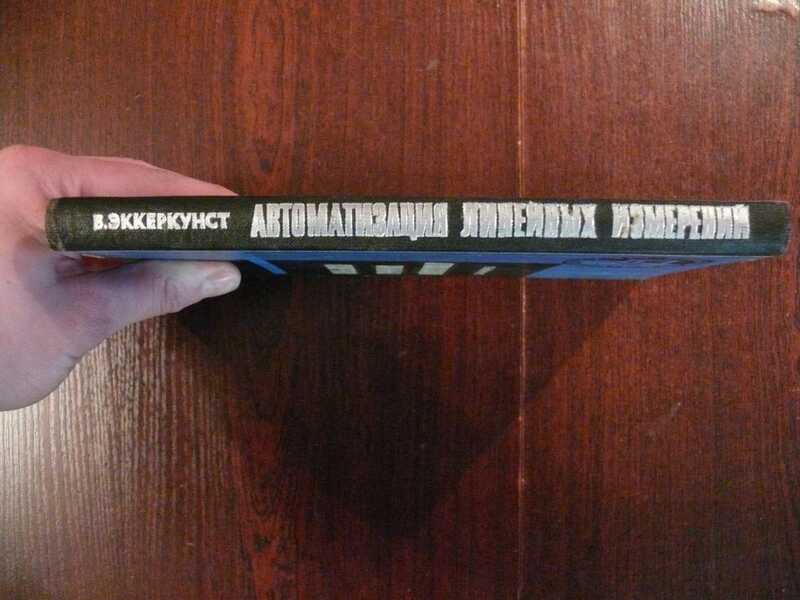 В.ЭККЕРКУНСТ АВТОМАТИЗАЦИЯ ЛИНЕЙНЫХ ИЗМЕРЕНИЙ